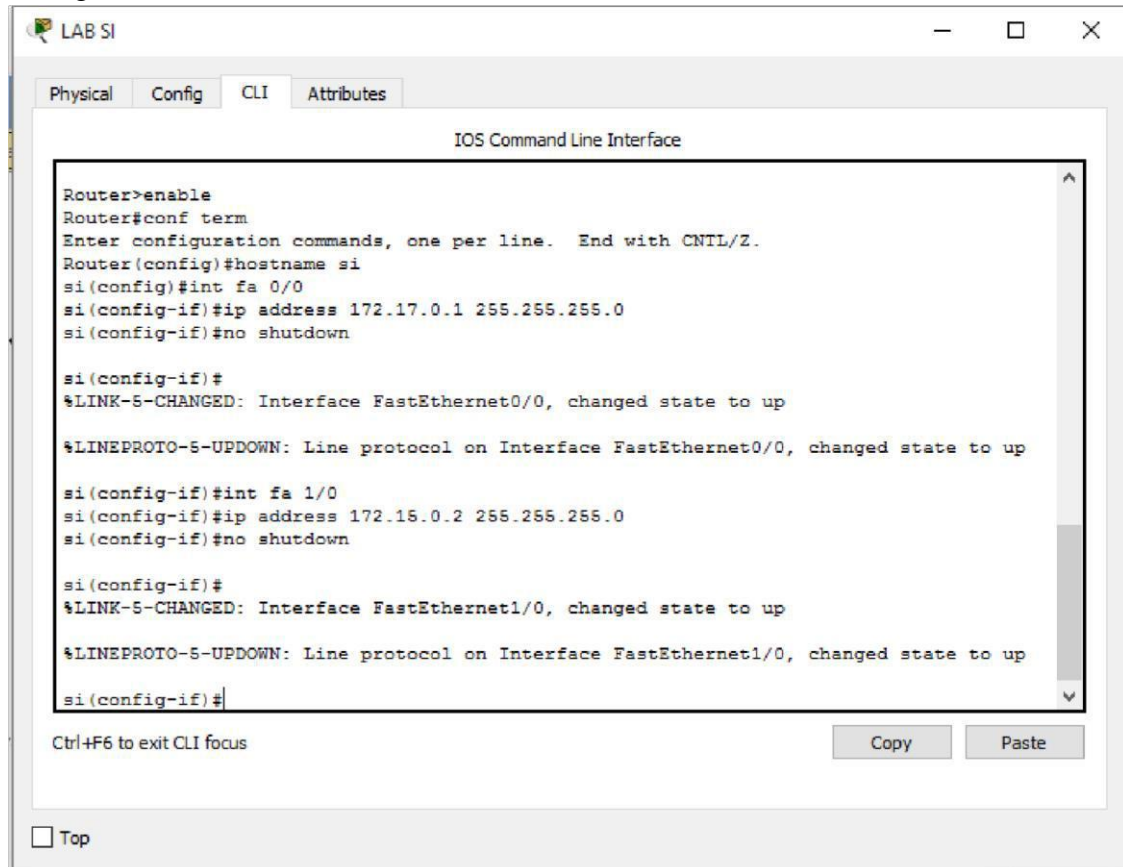 LAB SI
Physical Config CLI Attributes
IOS Command Line Interface
Router>enable
Router#conf term
Enter configuration commands, one per line.  End with CNTL/Z.
Router(config)#hostname si
si(config)#int fa 0/0
si(config-if)#ip address 172.17.0.1 255.255.255.0
si(config-if)#no shutdown
si(config-if)#
%LINK-5-CHANGED: Interface FastEthernet0/0, changed state to up
%LINEPROTO-5-UPDOWN: Line protocol on Interface FastEthernet0/0, changed state to up
si(config-if)#int fa 1/0
si(config-if)#ip address 172.15.0.2 255.255.255.0
si(config-if)#no shutdown
si(config-if)#
%LINK-5-CHANGED: Interface FastEthernet1/0, changed state to up
%LINEPROTO-5-UPDOWN: Line protocol on Interface FastEthernet1/0, changed state to up
si(config-if)#
Ctrl+F6 to exit CLI focus Copy Paste
Top